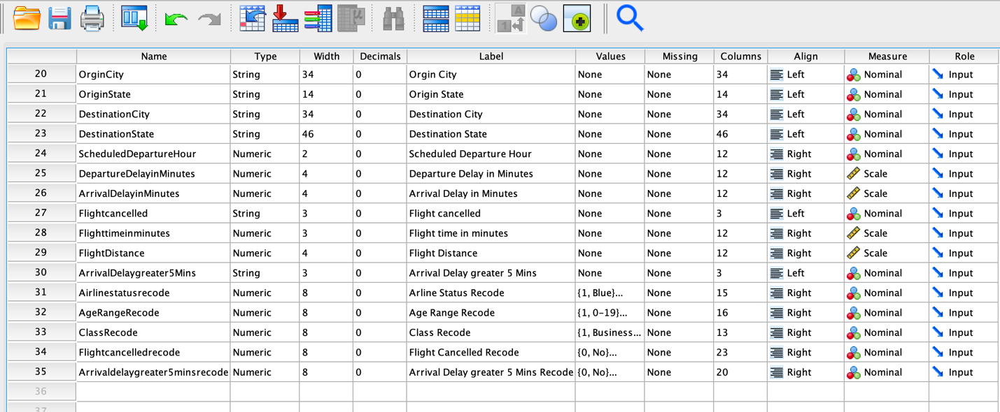 Name Type Width Decimals Label Values Missing Columns Align Measure Role
20 OrginCity String 34 0 Orgin City None None 34 Left Nominal Input
21 OriginState String 14 0 Origin State None None 14 Left Nominal Input
22 DestinationCity String 34 0 Destination City None None 34 Left Nominal Input
23 DestinationState String 46 0 Destination State None None 46 Left Nominal Input
24 ScheduledDepartureHour Numeric 2 0 Scheduled Departure Hour None None 12 Right Nominal Input
25 DepartureDelayinMinutes Numeric 4 0 Departure Delay in Minutes None None 12 Right Scale Input
26 ArrivalDelayinMinutes Numeric 4 0 Arrival Delay in Minutes None None 12 Right Scale Input
27 Flightcancelled String 3 0 Flight cancelled None None 3 Left Nominal Input
28 Flighttimeinminutes Numeric 3 0 Flight time in minutes None None 12 Right Scale Input
29 FlightDistance Numeric 4 0 Flight Distance None None 12 Right Scale Input
30 ArrivalDelaygreater5Mins String 3 0 Arrival Delay greater 5 Mins None None 3 Left Nominal Input
31 Airlinestatusrecode Numeric 8 0 Arline Status Recode {1, Blue}... None 15 Right Nominal Input
32 AgeRangeRecode Numeric 8 0 Age Range Recode {1, 0-19}... None 16 Right Nominal Input
33 ClassRecode Numeric 8 0 Class Recode {1, Business... None 13 Right Nominal Input
34 Flightcancelledrecode Numeric 8 0 Flight Cancelled Recode {0, No}... None 23 Right Nominal Input
35 Arrivaldelaygreater5minsrecode Numeric 8 0 Arrival Delay greater 5 Mins Recode {0, No}... None 20 Right Nominal Input
36
37